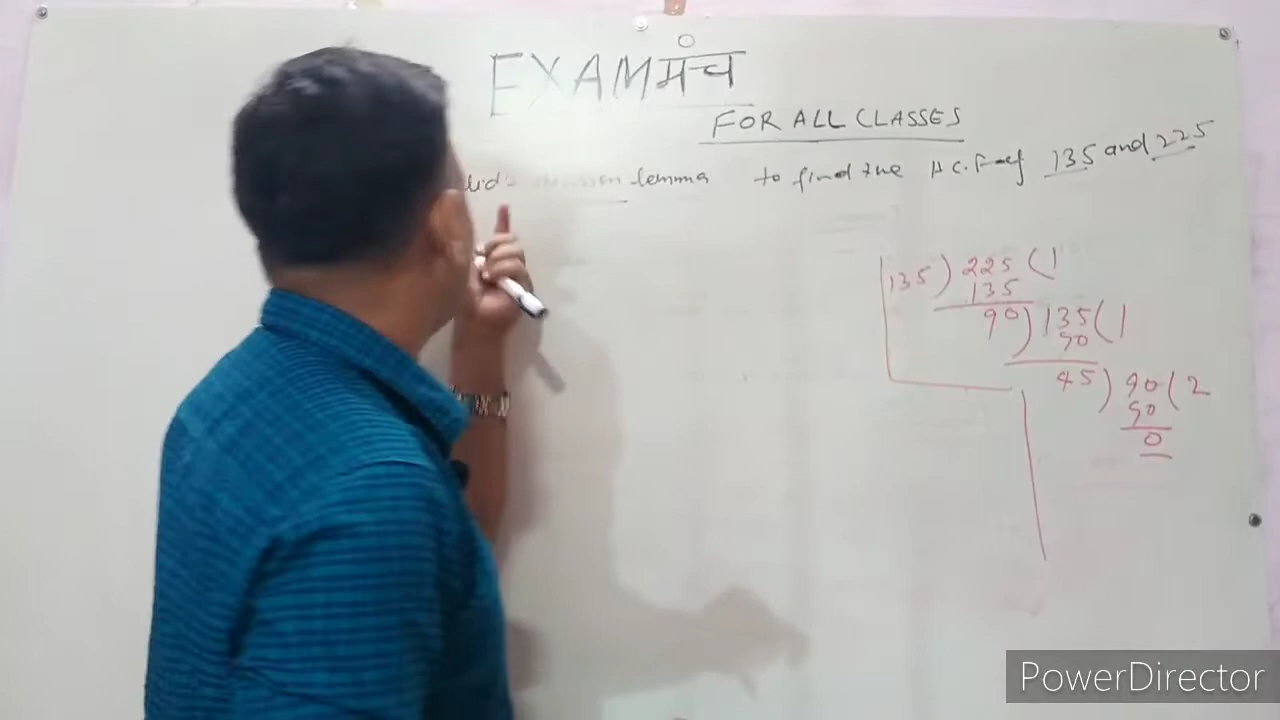 EXAMमंच
FOR ALL CLASSES
lemma to find the H.C.F of 135 and 225
135) 225 (1
135
90) 135 (1
90
45) 90 (2
90
0
PowerDirector